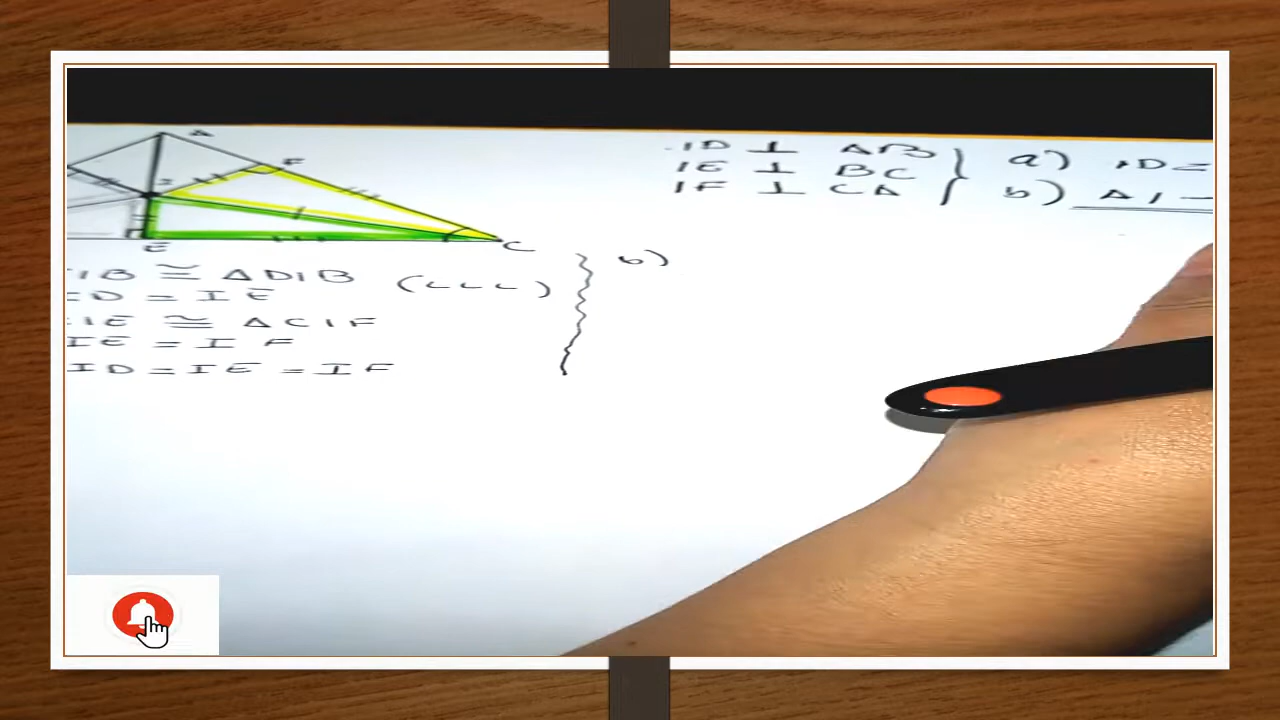 A
F
I
E
C
ID ⊥ AB
IE ⊥ BC
IF ⊥ CA
}
a) ID =
b) AI -
IB ≅ ΔDIB
D = IE (LLL)
IE ≅ ΔCIF
IE = IF
ID = IE = IF
b)